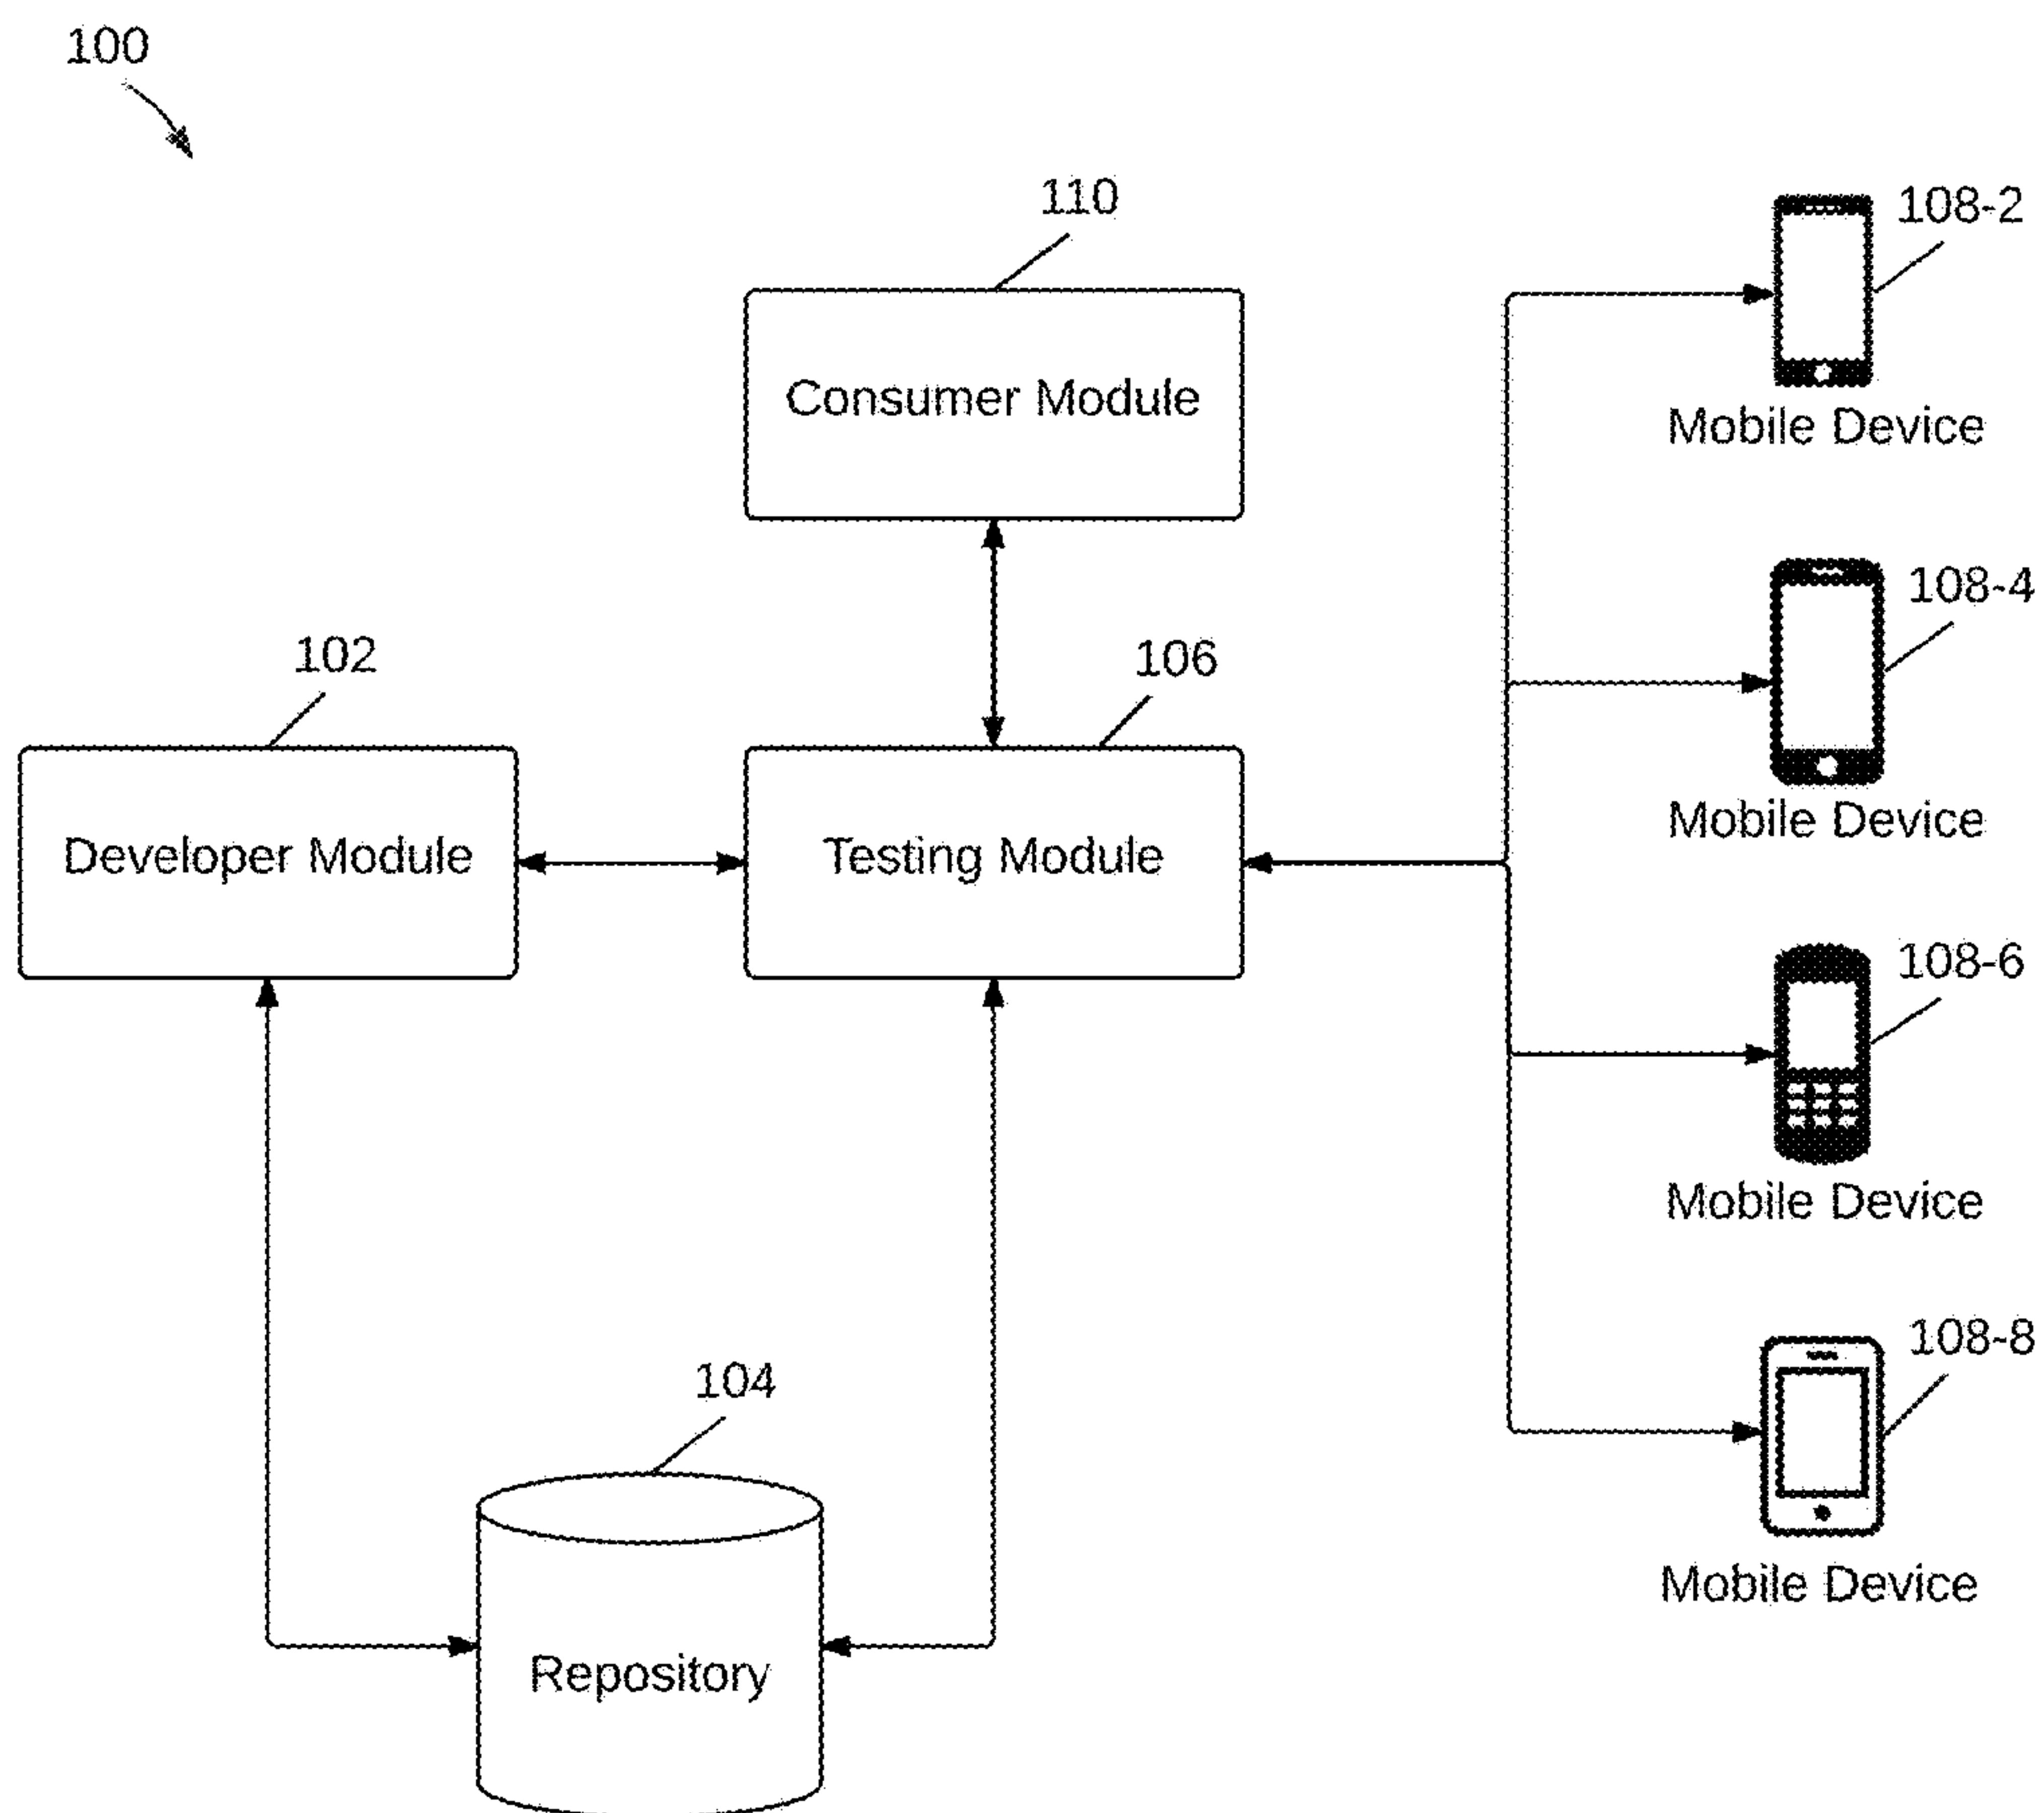 100
110
108-2
Consumer Module
Mobile Device
108-4
102
106
Mobile Device
Developer Module
Testing Module
108-6
Mobile Device
108-8
104
Mobile Device
Repository